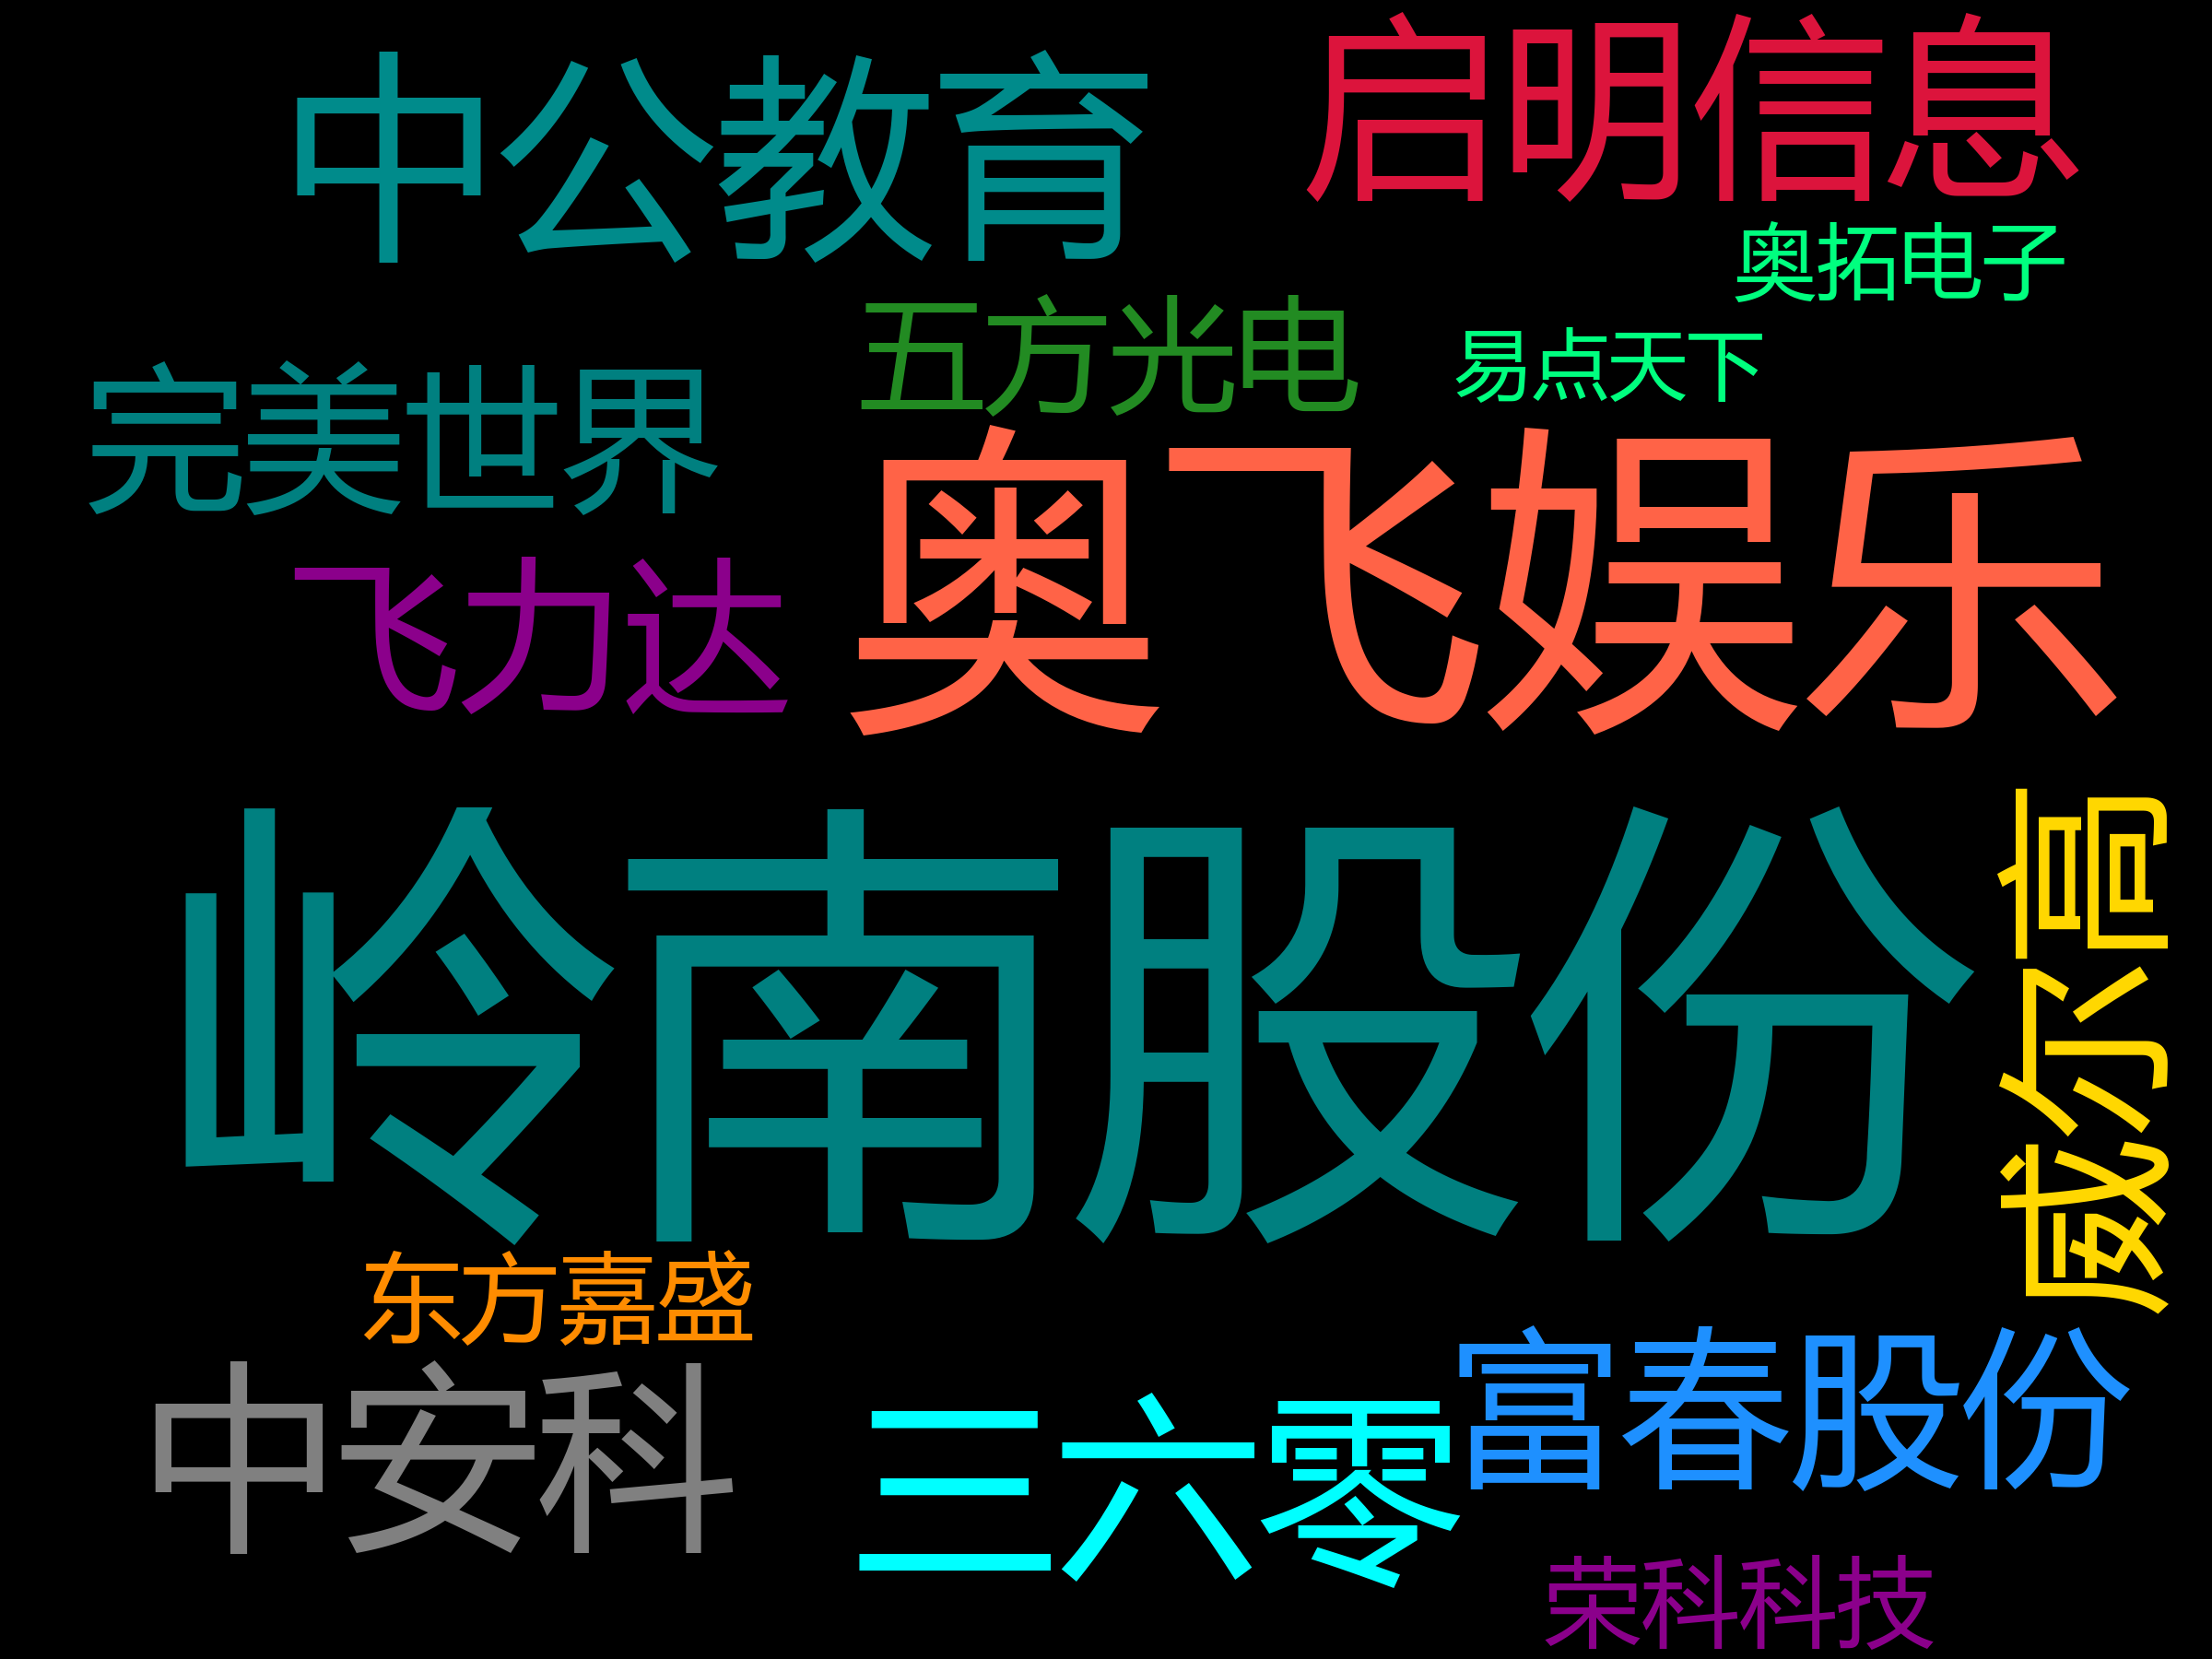 中公教育
启明信息
奥拓电子
五方光电
易点天下
完美世界
奥飞娱乐
飞力达
岭南股份
威尔高
东方嘉盛
中安科
三六零
富春股份
荣科科技